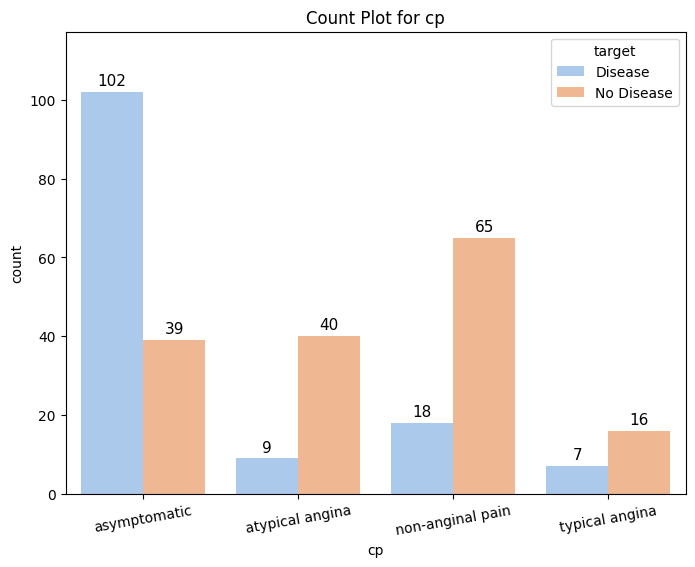 Count Plot for cp
target
Disease
No Disease
count
100
80
60
40
20
0
102
39
9
40
18
65
7
16
asymptomatic
atypical angina
non-anginal pain
typical angina
cp